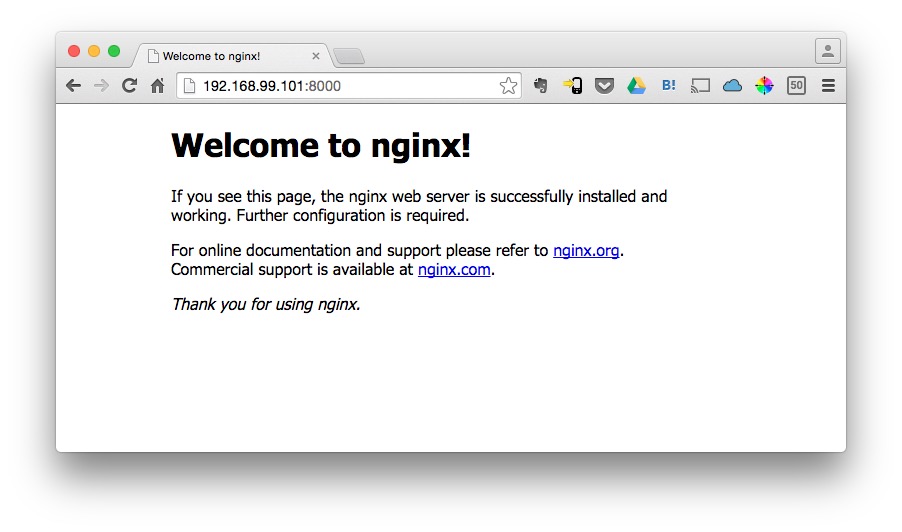 Welcome to nginx!
192.168.99.101:8000
B!
50
Welcome to nginx!
If you see this page, the nginx web server is successfully installed and
working. Further configuration is required.
For online documentation and support please refer to nginx.org.
Commercial support is available at nginx.com.
Thank you for using nginx.